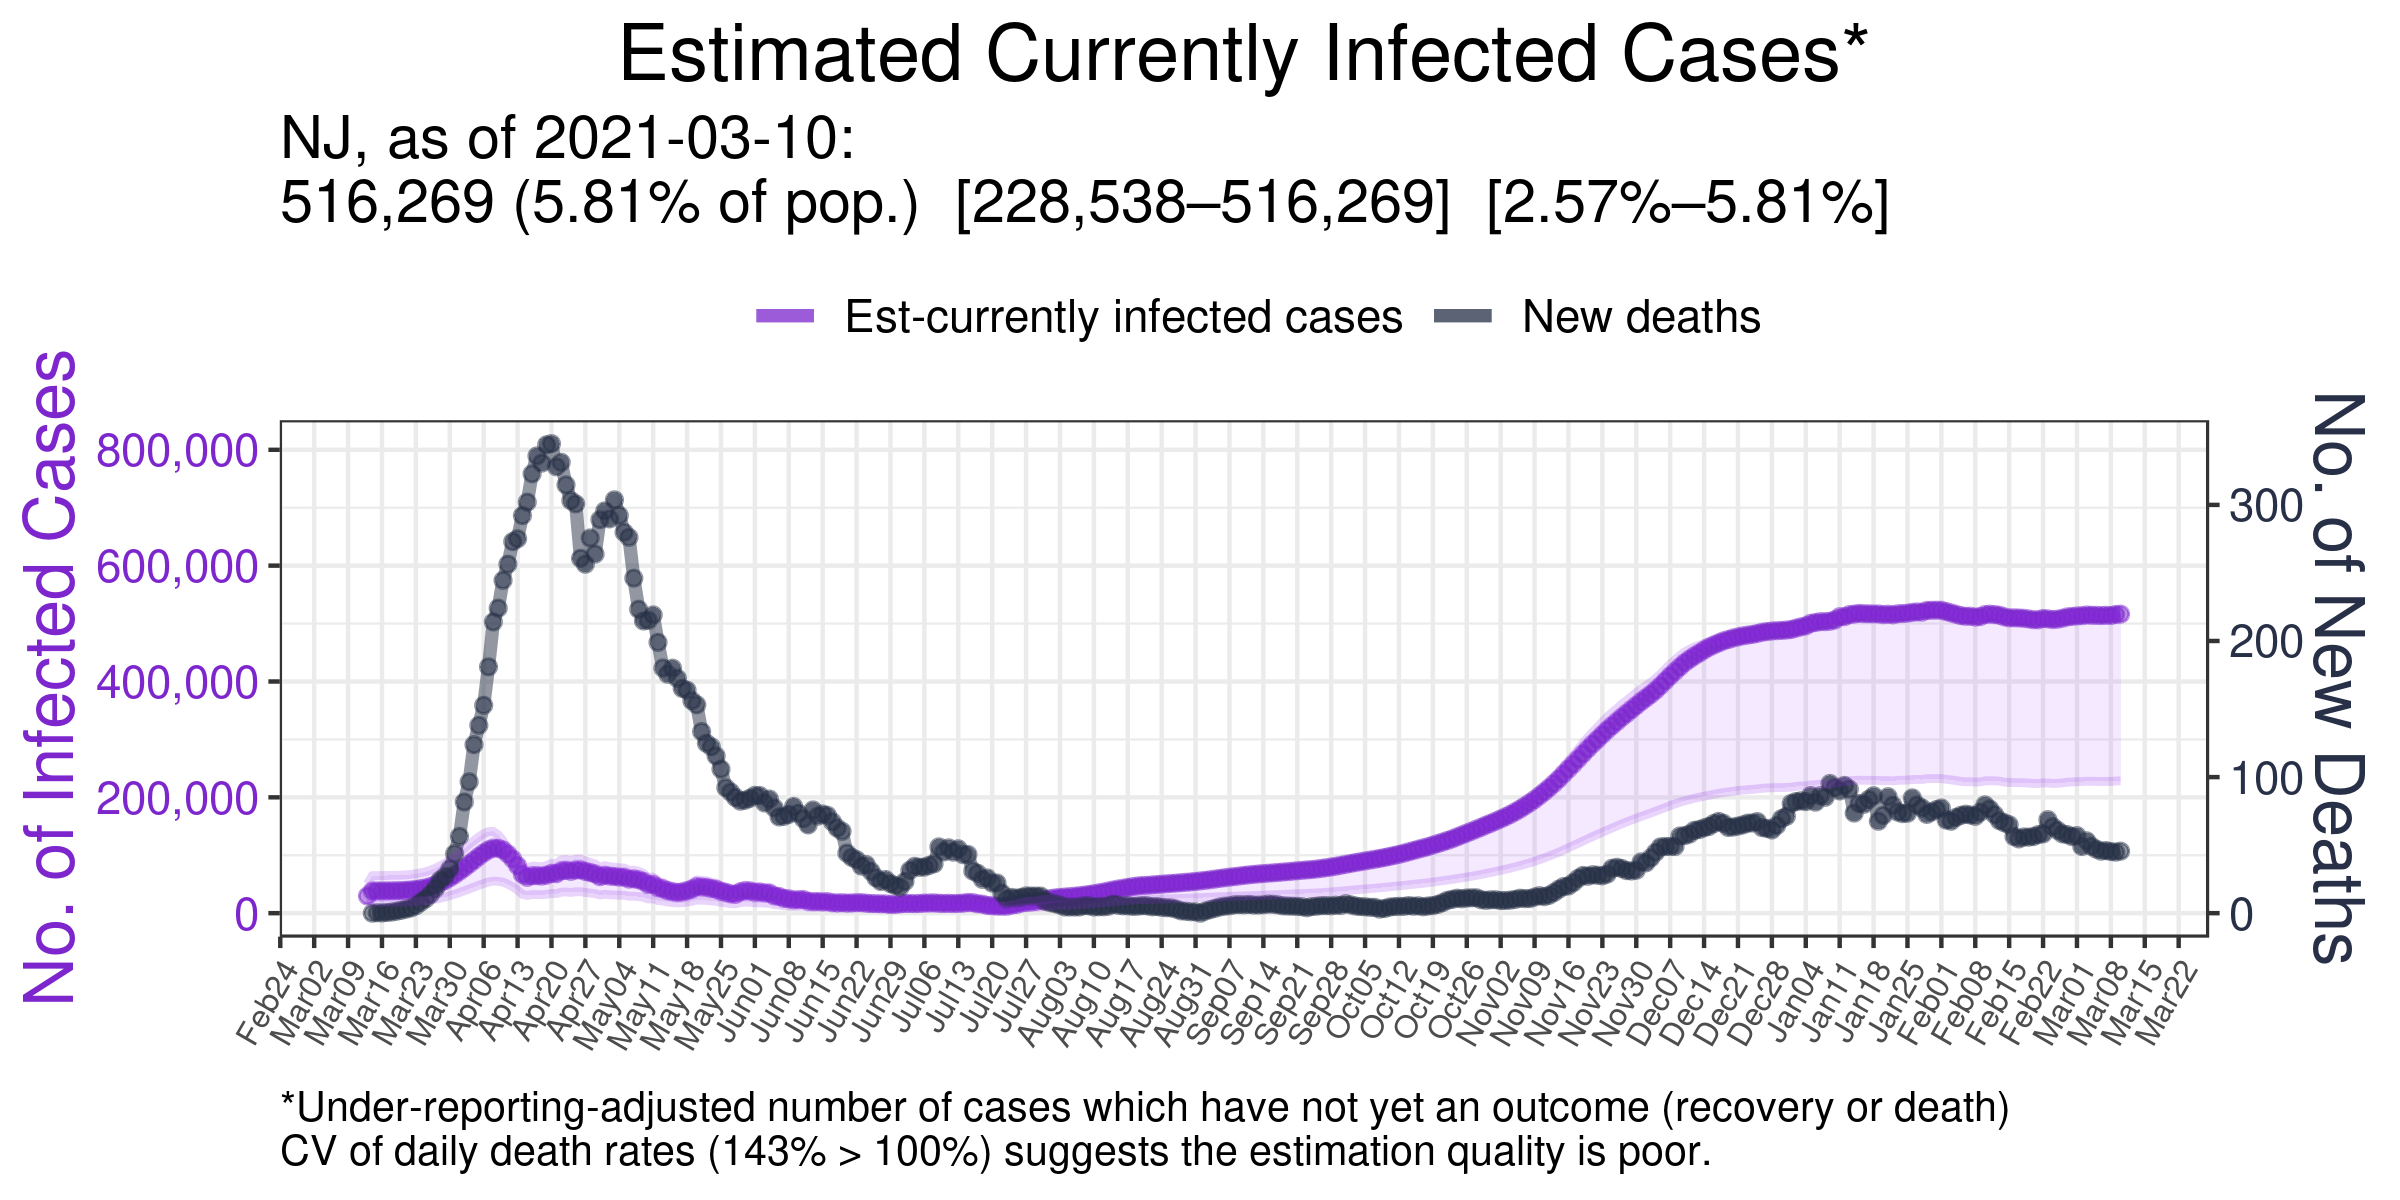 Estimated Currently Infected Cases*
NJ, as of 2021-03-10:
516,269 (5.81% of pop.) [228,538–516,269] [2.57%–5.81%]
Est-currently infected cases
New deaths
No. of Infected Cases
800,000
600,000
400,000
200,000
0
300
200
100
0
No. of New Deaths
Feb24
Mar02
Mar09
Mar16
Mar23
Mar30
Apr06
Apr13
Apr20
Apr27
May04
May11
May18
May25
Jun01
Jun08
Jun15
Jun22
Jun29
Jul06
Jul13
Jul20
Jul27
Aug03
Aug10
Aug17
Aug24
Aug31
Sep07
Sep14
Sep21
Sep28
Oct05
Oct12
Oct19
Oct26
Nov02
Nov09
Nov16
Nov23
Nov30
Dec07
Dec14
Dec21
Dec28
Jan04
Jan11
Jan18
Jan25
Feb01
Feb08
Feb15
Feb22
Mar01
Mar08
Mar15
Mar22
*Under-reporting-adjusted number of cases which have not yet an outcome (recovery or death)
CV of daily death rates (143% > 100%) suggests the estimation quality is poor.